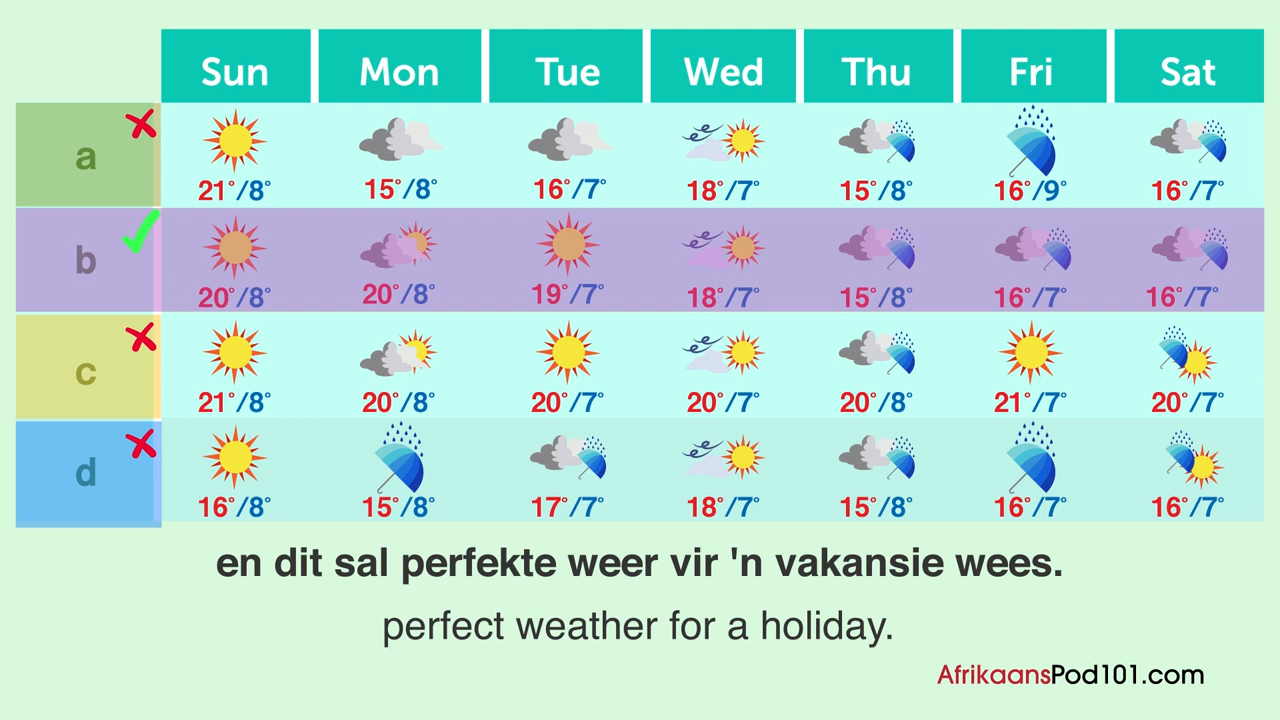 Sun Mon Tue Wed Thu Fri Sat
a
21°/8° 15°/8° 16°/7° 18°/7° 15°/8° 16°/9° 16°/7°
b
20°/8° 20°/8° 19°/7° 18°/7° 15°/8° 16°/7° 16°/7°
c
21°/8° 20°/8° 20°/7° 20°/7° 20°/8° 21°/7° 20°/7°
d
16°/8° 15°/8° 17°/7° 18°/7° 15°/8° 16°/7° 16°/7°
en dit sal perfekte weer vir 'n vakansie wees.
perfect weather for a holiday.
AfrikaansPod101.com